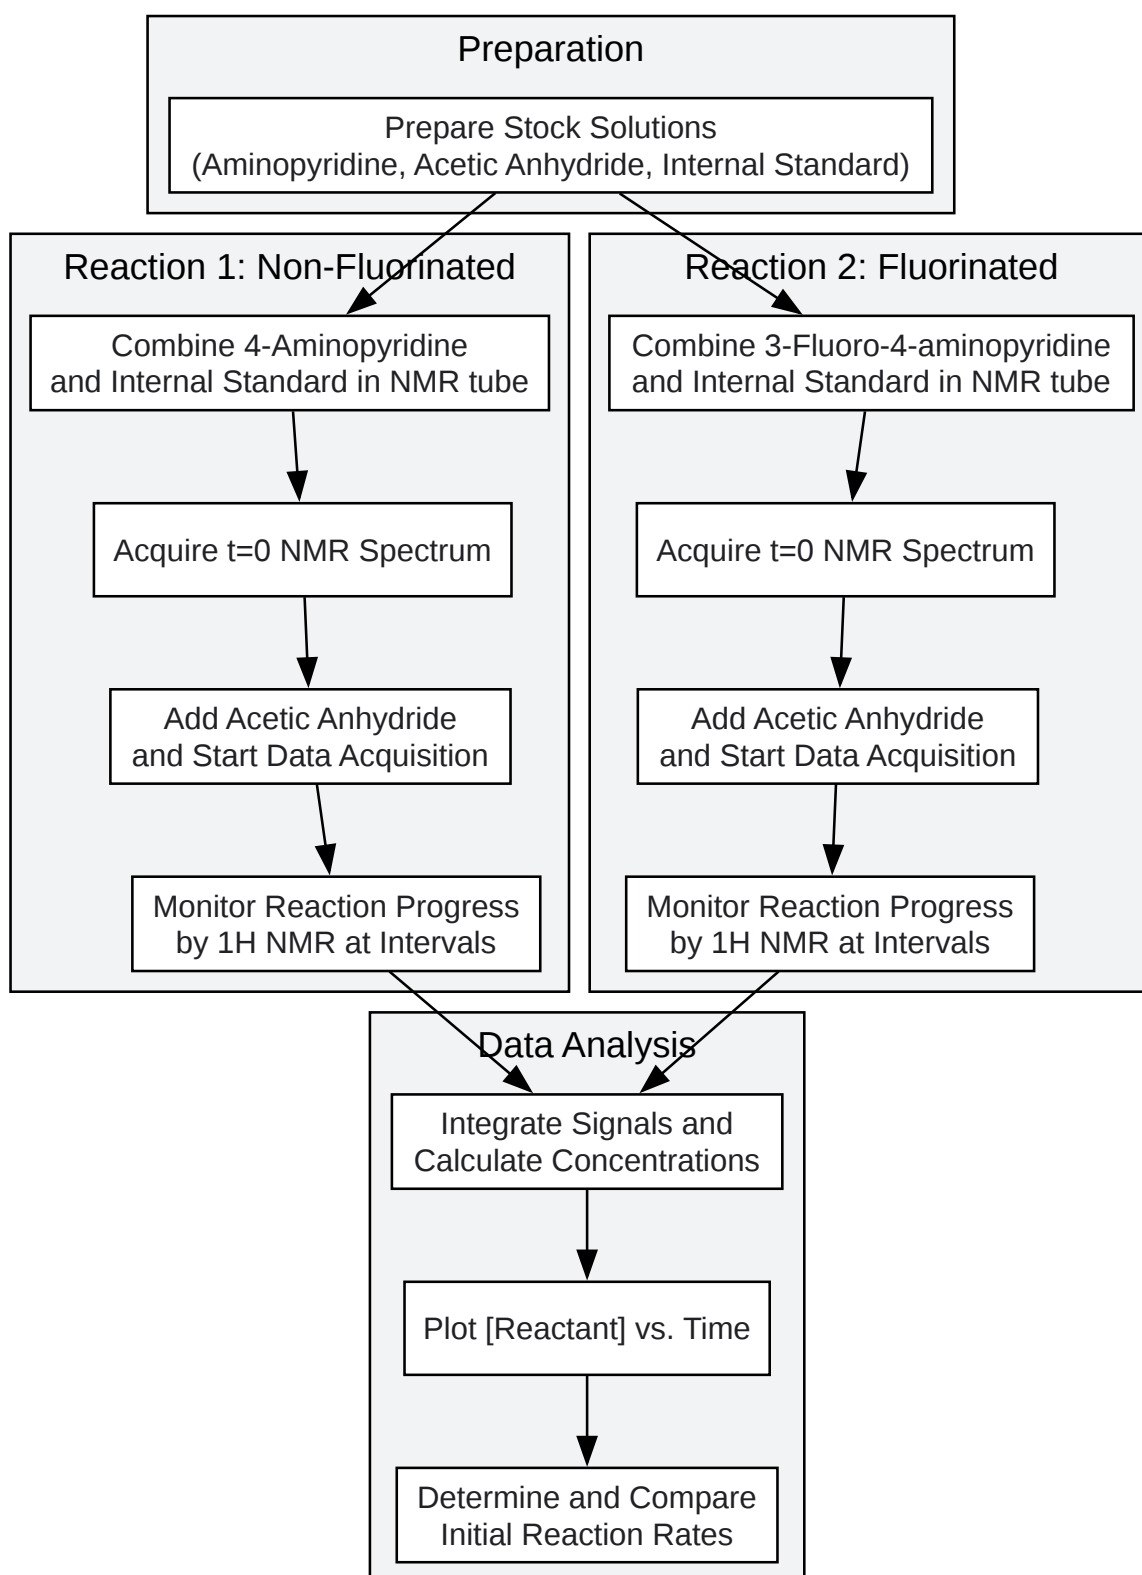 Preparation
Prepare Stock Solutions
(Aminopyridine, Acetic Anhydride, Internal Standard)
Reaction 1: Non-Fluorinated
Combine 4-Aminopyridine
and Internal Standard in NMR tube
Acquire t=0 NMR Spectrum
Add Acetic Anhydride
and Start Data Acquisition
Monitor Reaction Progress
by 1H NMR at Intervals
Reaction 2: Fluorinated
Combine 3-Fluoro-4-aminopyridine
and Internal Standard in NMR tube
Acquire t=0 NMR Spectrum
Add Acetic Anhydride
and Start Data Acquisition
Monitor Reaction Progress
by 1H NMR at Intervals
Data Analysis
Integrate Signals and
Calculate Concentrations
Plot [Reactant] vs. Time
Determine and Compare
Initial Reaction Rates